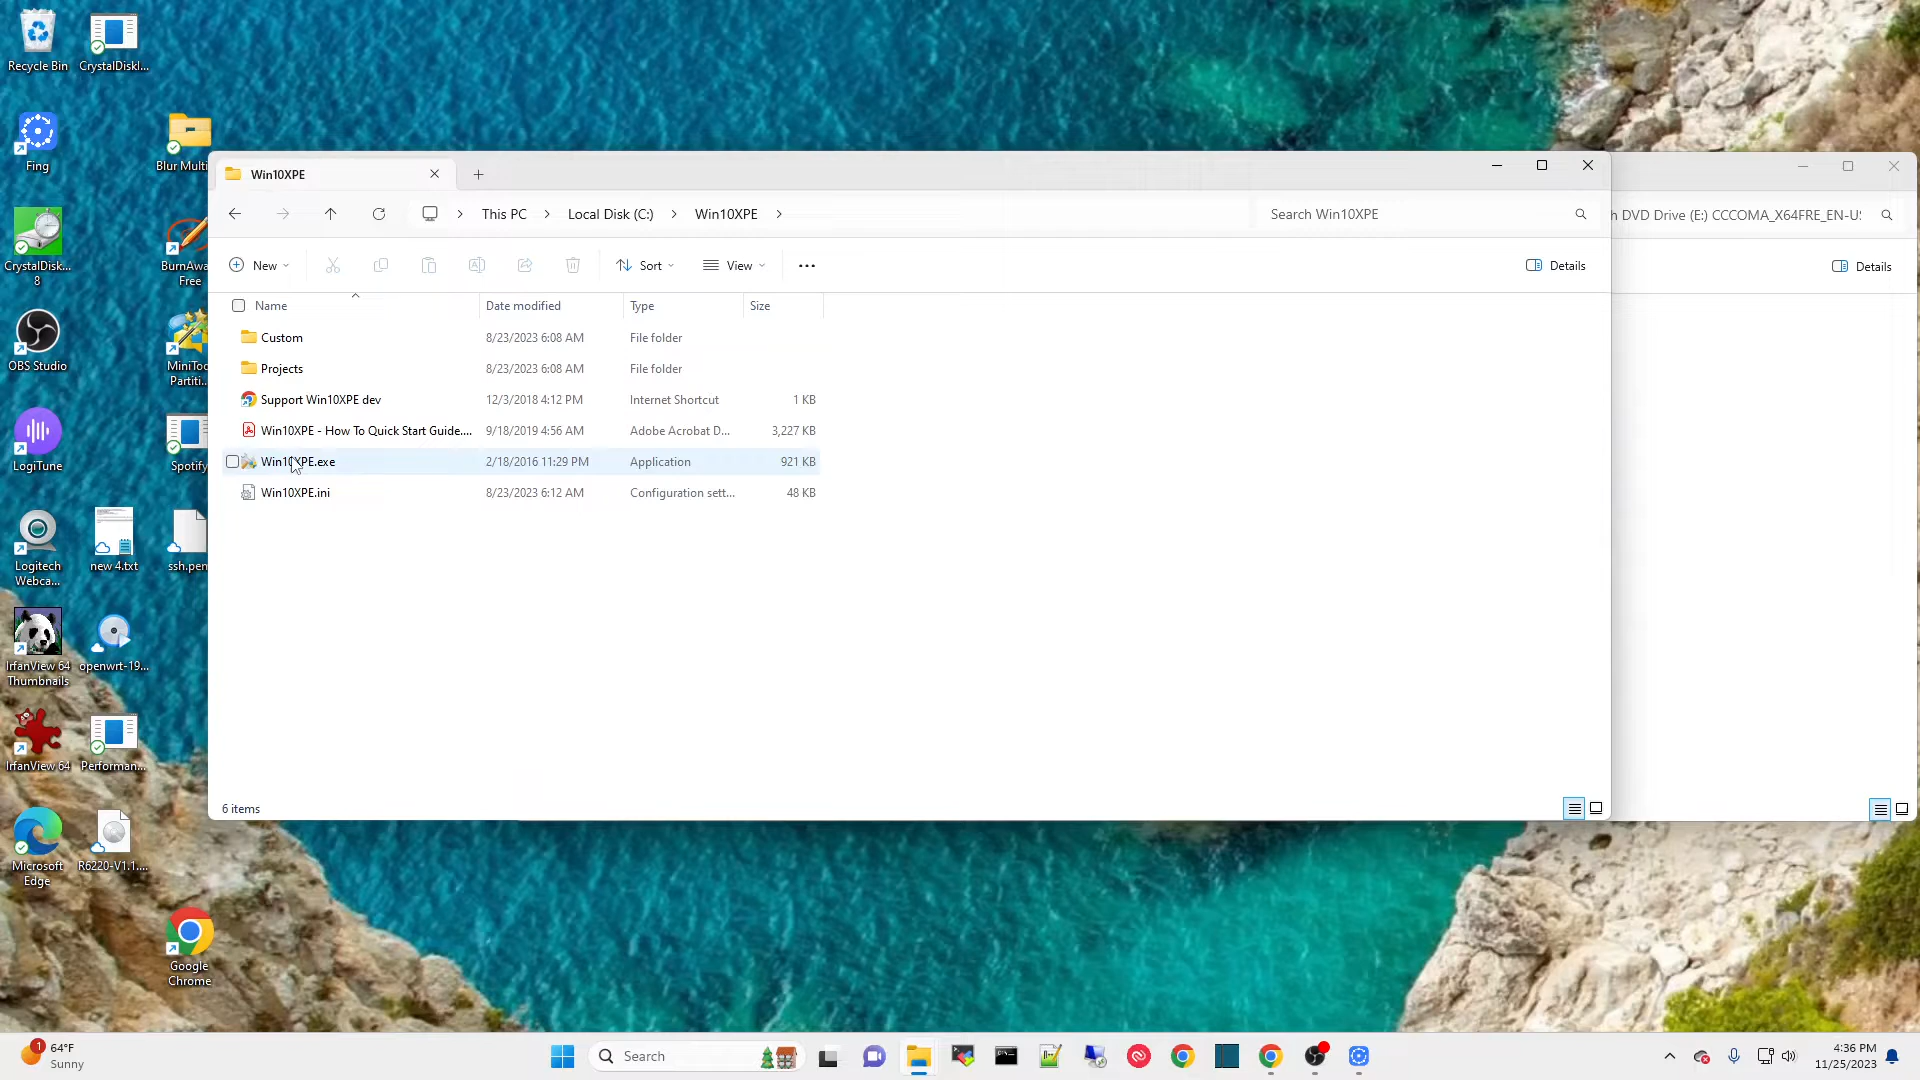 Recycle Bin
CrystalDiskI...
Fing
Blur Multi
CrystalDisk...
8
BurnAwa
Free
OBS Studio
MiniToo
Partiti...
LogiTune
Spotify
Logitech
Webca...
new 4.txt
ssh.pen
IrfanView 64
Thumbnails
openwrt-19...
IrfanView 64
Performan...
Microsoft
Edge
R6220-V1.1....
Google
Chrome
Win10XPE
This PC
Local Disk (C:)
Win10XPE
Search Win10XPE
h DVD Drive (E:) CCCOMA_X64FRE_EN-US
New
Sort
View
Details
Details
Name
Date modified
Type
Size
Custom 8/23/2023 6:08 AM File folder
Projects 8/23/2023 6:08 AM File folder
Support Win10XPE dev 12/3/2018 4:12 PM Internet Shortcut 1 KB
Win10XPE - How To Quick Start Guide.... 9/18/2019 4:56 AM Adobe Acrobat D... 3,227 KB
Win10XPE.exe 2/18/2016 11:29 PM Application 921 KB
Win10XPE.ini 8/23/2023 6:12 AM Configuration sett... 48 KB
6 items
1
64°F
Sunny
Search
4:36 PM
11/25/2023